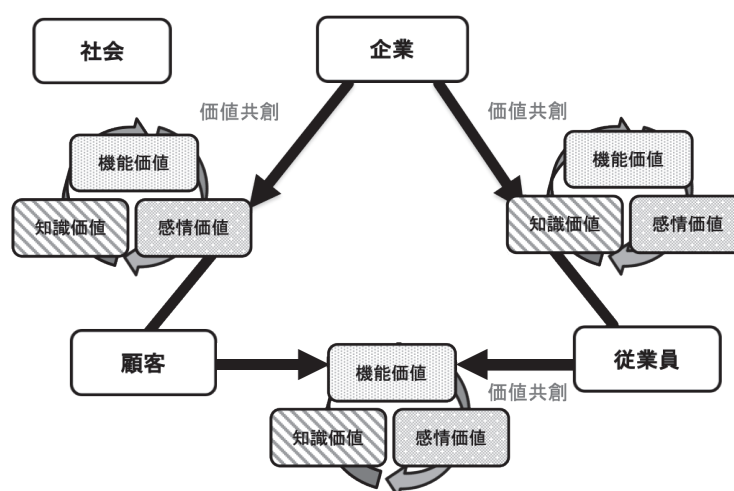 社会
企業
価値共創
価値共創
機能価値
知識価値
感情価値
機能価値
知識価値
感情価値
顧客
従業員
価値共創
機能価値
知識価値
感情価値